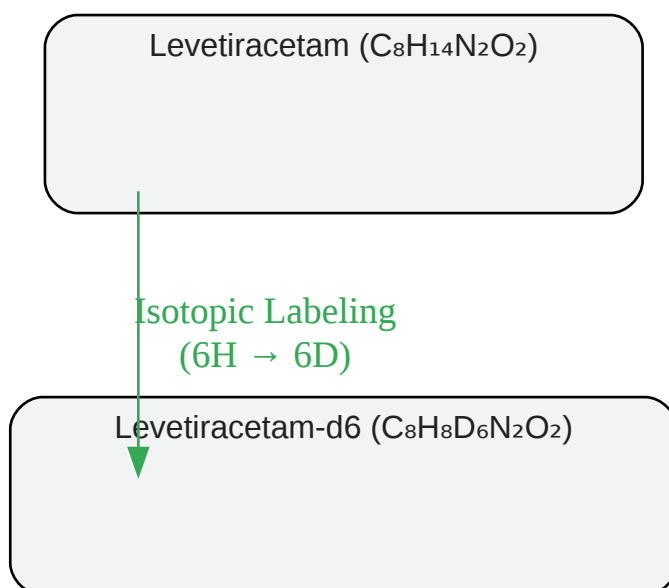 Levetiracetam (C₈H₁₄N₂O₂)
Isotopic Labeling
(6H → 6D)
Levetiracetam-d6 (C₈H₈D₆N₂O₂)